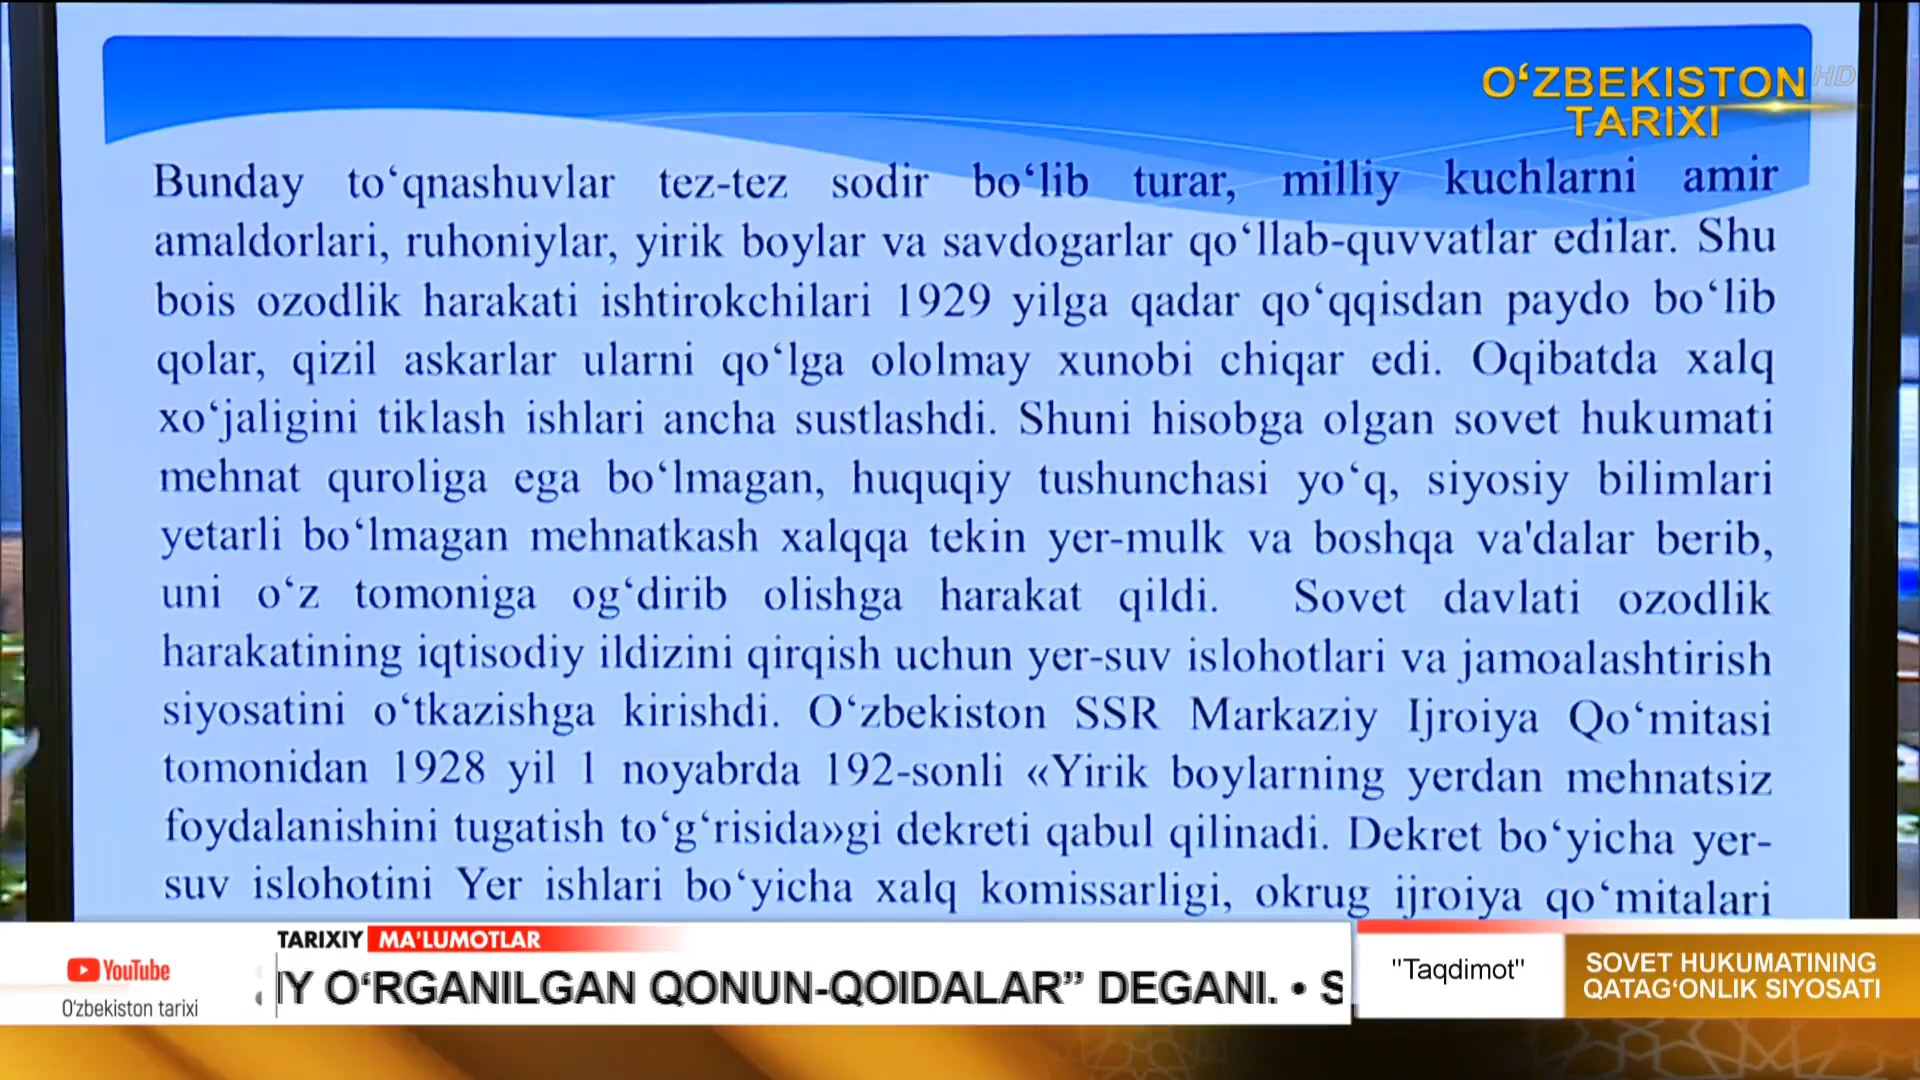 O‘ZBEKISTON HD
TARIXI
Bunday to‘qnashuvlar tez-tez sodir bo‘lib turar, milliy kuchlarni amir
amaldorlari, ruhoniylar, yirik boylar va savdogarlar qo‘llab-quvvatlar edilar. Shu
bois ozodlik harakati ishtirokchilari 1929 yilga qadar qo‘qqisdan paydo bo‘lib
qolar, qizil askarlar ularni qo‘lga ololmay xunobi chiqar edi. Oqibatda xalq
xo‘jaligini tiklash ishlari ancha sustlashdi. Shuni hisobga olgan sovet hukumati
mehnat quroliga ega bo‘lmagan, huquqiy tushunchasi yo‘q, siyosiy bilimlari
yetarli bo‘lmagan mehnatkash xalqqa tekin yer-mulk va boshqa va'dalar berib,
uni o‘z tomoniga og‘dirib olishga harakat qildi. Sovet davlati ozodlik
harakatining iqtisodiy ildizini qirqish uchun yer-suv islohotlari va jamoalashtirish
siyosatini o‘tkazishga kirishdi. O‘zbekiston SSR Markaziy Ijroiya Qo‘mitasi
tomonidan 1928 yil 1 noyabrda 192-sonli «Yirik boylarning yerdan mehnatsiz
foydalanishini tugatish to‘g‘risida»gi dekreti qabul qilinadi. Dekret bo‘yicha yer-
suv islohotini Yer ishlari bo‘yicha xalq komissarligi, okrug ijroiya qo‘mitalari
TARIXIY MA'LUMOTLAR
YouTube
O'zbekiston tarixi
IY O‘RGANILGAN QONUN-QOIDALAR” DEGANI. • S
"Taqdimot"
SOVET HUKUMATINING
QATAG‘ONLIK SIYOSATI